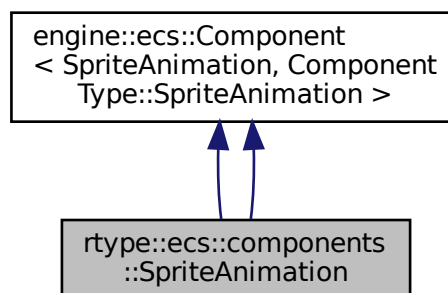 engine::ecs::Component
< SpriteAnimation, Component
Type::SpriteAnimation >
rtype::ecs::components
::SpriteAnimation